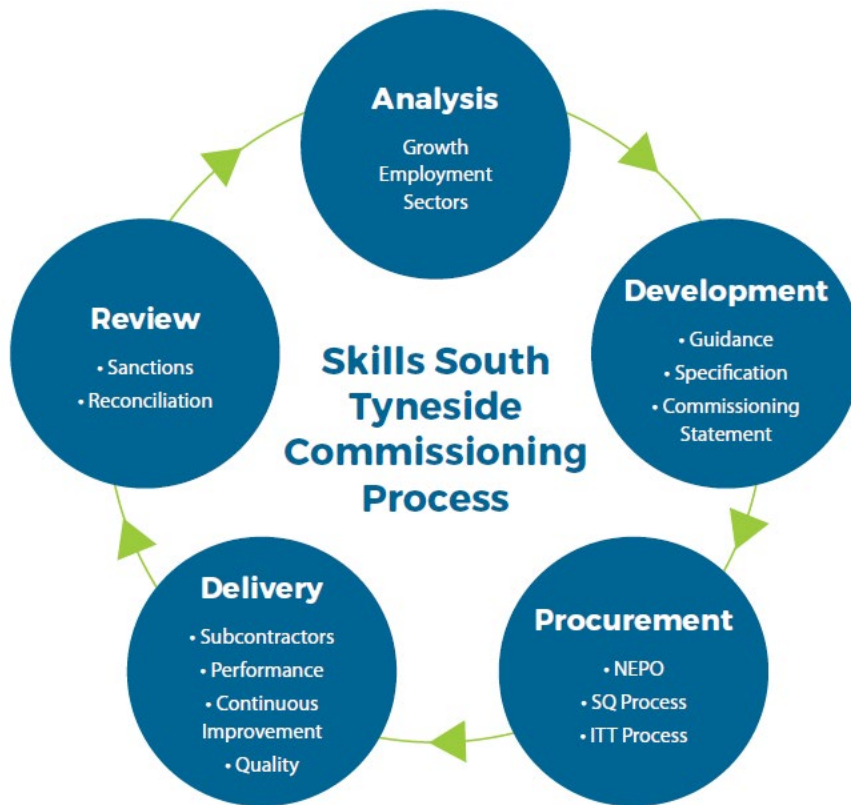 Analysis
Growth
Employment
Sectors
Development
• Guidance
• Specification
• Commissioning
Statement
Procurement
• NEPO
• SQ Process
• ITT Process
Delivery
• Subcontractors
• Performance
• Continuous
Improvement
• Quality
Review
• Sanctions
• Reconciliation
Skills South
Tyneside
Commissioning
Process